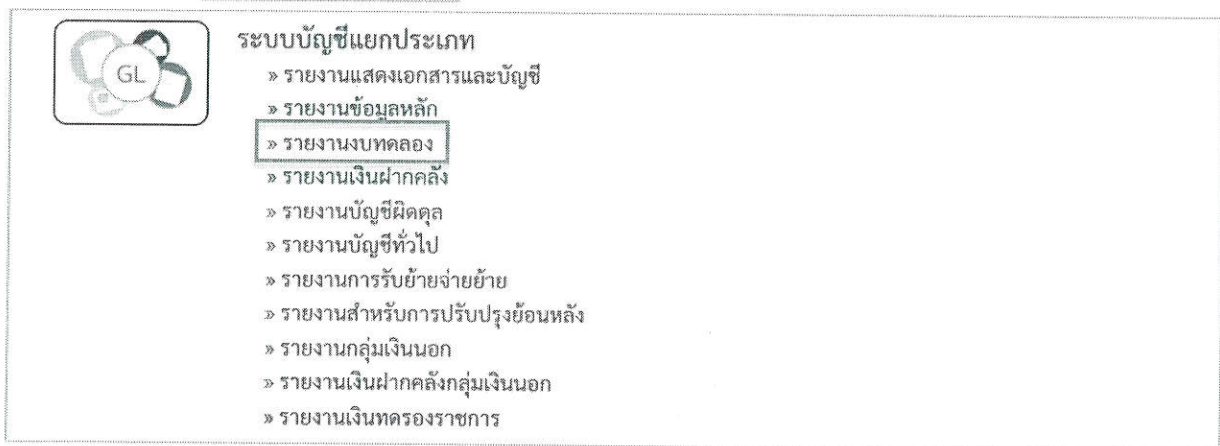 GL
ระบบบัญชีแยกประเภท
» รายงานแสดงเอกสารและบัญชี
» รายงานข้อมูลหลัก
» รายงานงบทดลอง
» รายงานเงินฝากคลัง
» รายงานบัญชีผิดดุล
» รายงานบัญชีทั่วไป
» รายงานการรับย้ายจ่ายย้าย
» รายงานสำหรับการปรับปรุงย้อนหลัง
» รายงานกลุ่มเงินนอก
» รายงานเงินฝากคลังกลุ่มเงินนอก
» รายงานเงินทดรองราชการ